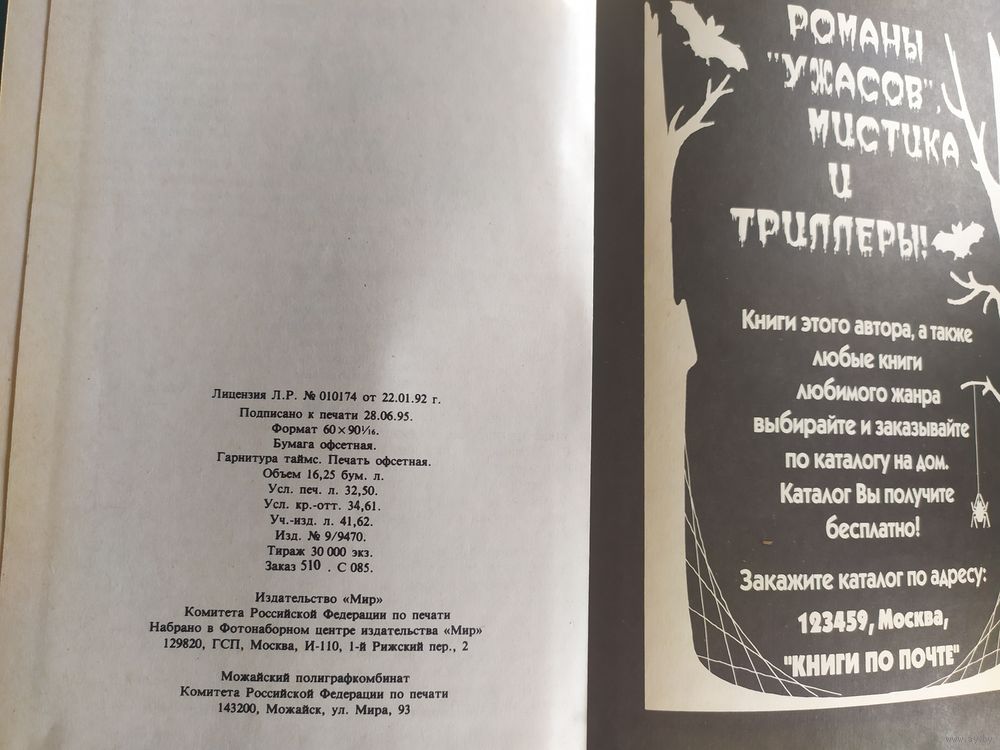 Лицензия Л.Р. № 010174 от 22.01.92 г.
Подписано к печати 28.06.95.
Формат 60×90¹/₁₆.
Бумага офсетная.
Гарнитура таймс. Печать офсетная.
Объем 16,25 бум. л.
Усл. печ. л. 32,50.
Усл. кр.-отт. 34,61.
Уч.-изд. л. 41,62.
Изд. № 9/9470.
Тираж 30 000 экз.
Заказ 510 . С 085.
Издательство «Мир»
Комитета Российской Федерации по печати
Набрано в Фотонаборном центре издательства «Мир»
129820, ГСП, Москва, И-110, 1-й Рижский пер., 2
Можайский полиграфкомбинат
Комитета Российской Федерации по печати
143200, Можайск, ул. Мира, 93
РОМАНЫ
"УЖАСОВ",
МИСТИКА
И
ТРИЛЛЕРЫ!
Книги этого автора, а также
любые книги
любимого жанра
выбирайте и заказывайте
по каталогу на дом.
Каталог Вы получите
бесплатно!
Закажите каталог по адресу:
123459, Москва,
"КНИГИ ПО ПОЧТЕ"
www.ay.by